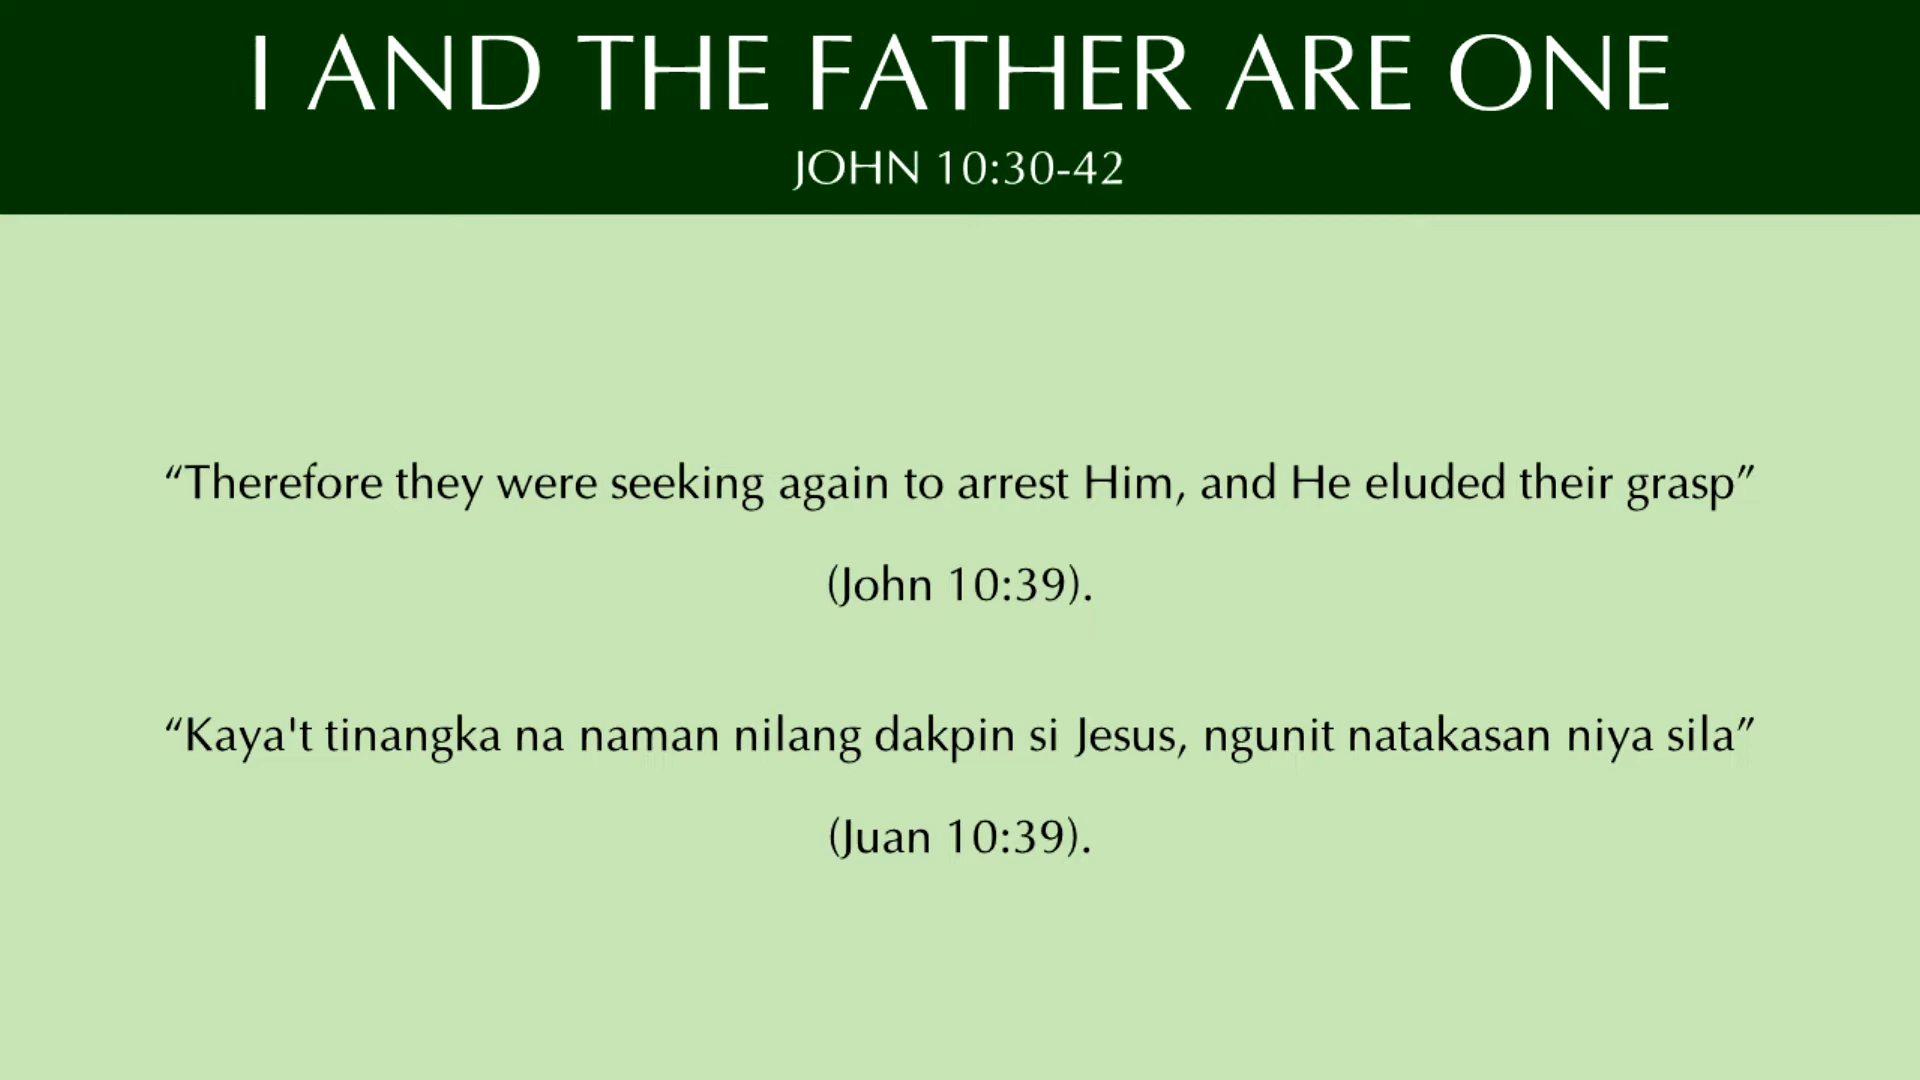 I AND THE FATHER ARE ONE
JOHN 10:30-42
“Therefore they were seeking again to arrest Him, and He eluded their grasp”
(John 10:39).
“Kaya't tinangka na naman nilang dakpin si Jesus, ngunit natakasan niya sila”
(Juan 10:39).